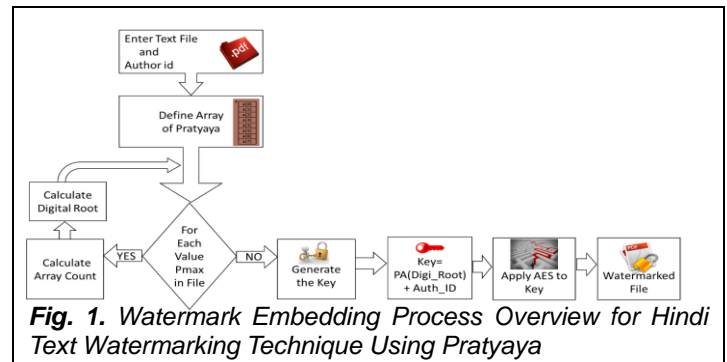 Enter Text File
and
Author id
.pdf
Define Array
of Pratyaya
Calculate
Digital Root
Calculate
Array Count
YES
For
Each
Value
Pmax
in File
NO
Generate
the Key
Key=
PA(Digi_Root)
+ Auth_ID
Apply AES to
Key
PDF
Watermarked
File
Fig. 1. Watermark Embedding Process Overview for Hindi
Text Watermarking Technique Using Pratyaya